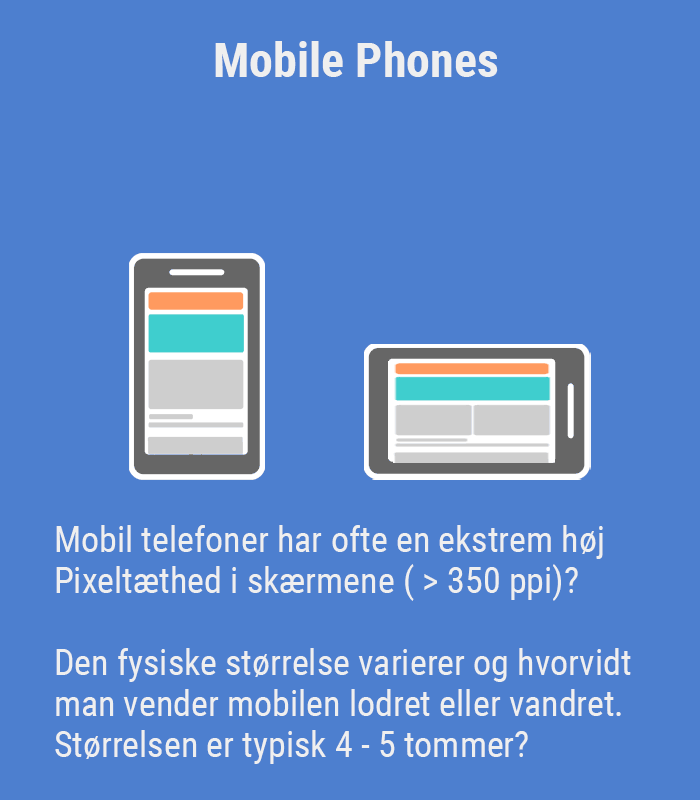 Mobile Phones
Mobil telefoner har ofte en ekstrem høj
Pixeltæthed i skærmene ( > 350 ppi)?
Den fysiske størrelse varierer og hvorvidt
man vender mobilen lodret eller vandret.
Størrelsen er typisk 4 - 5 tommer?